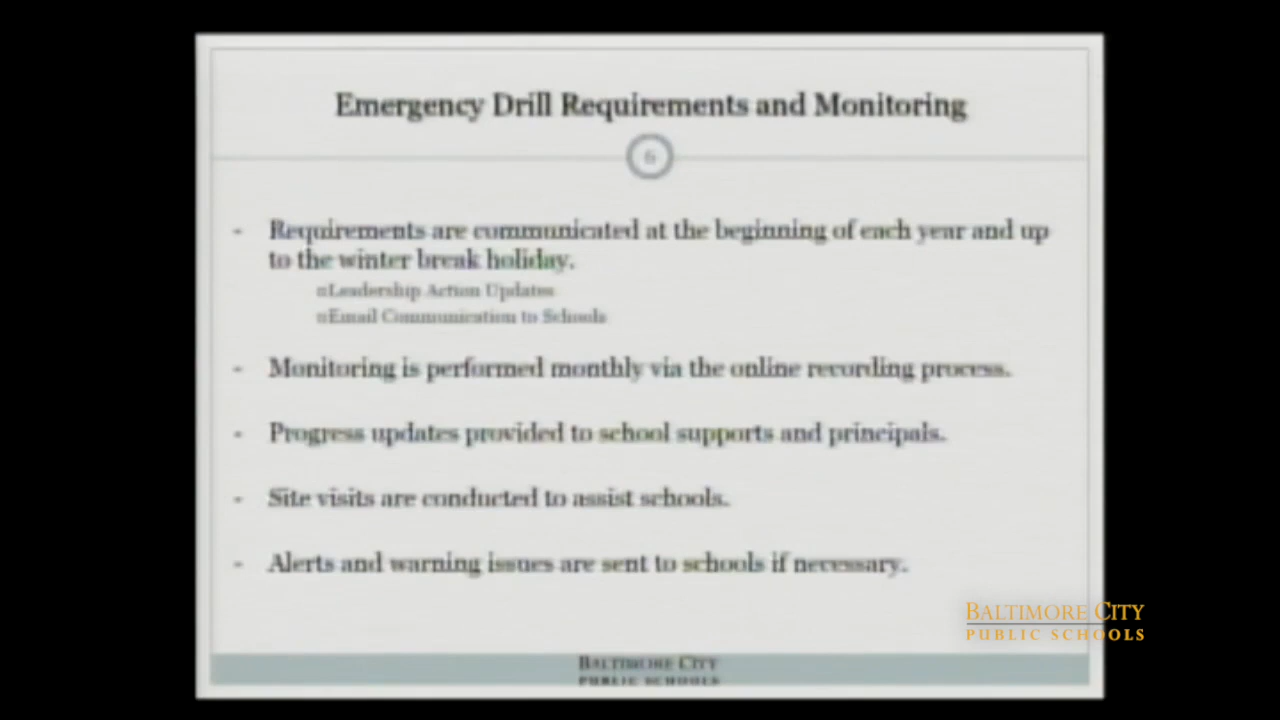 Emergency Drill Requirements and Monitoring
6
- Requirements are communicated at the beginning of each year and up
to the winter break holiday.
▫Leadership Action Updates
▫Email Communication to Schools
- Monitoring is performed monthly via the online recording process.
- Progress updates provided to school supports and principals.
- Site visits are conducted to assist schools.
- Alerts and warning issues are sent to schools if necessary.
BALTIMORE CITY
PUBLIC SCHOOLS
BALTIMORE CITY
PUBLIC SCHOOLS